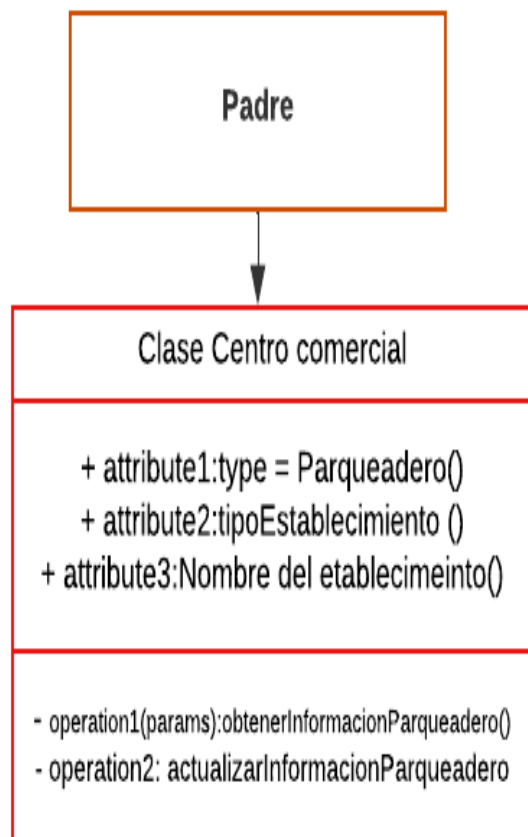 Padre
Clase Centro comercial
+ attribute1:type = Parqueadero()
+ attribute2:tipoEstablecimiento ()
+ attribute3:Nombre del etablecimeinto()
- operation1(params):obtenerInformacionParqueadero()
- operation2: actualizarInformacionParqueadero